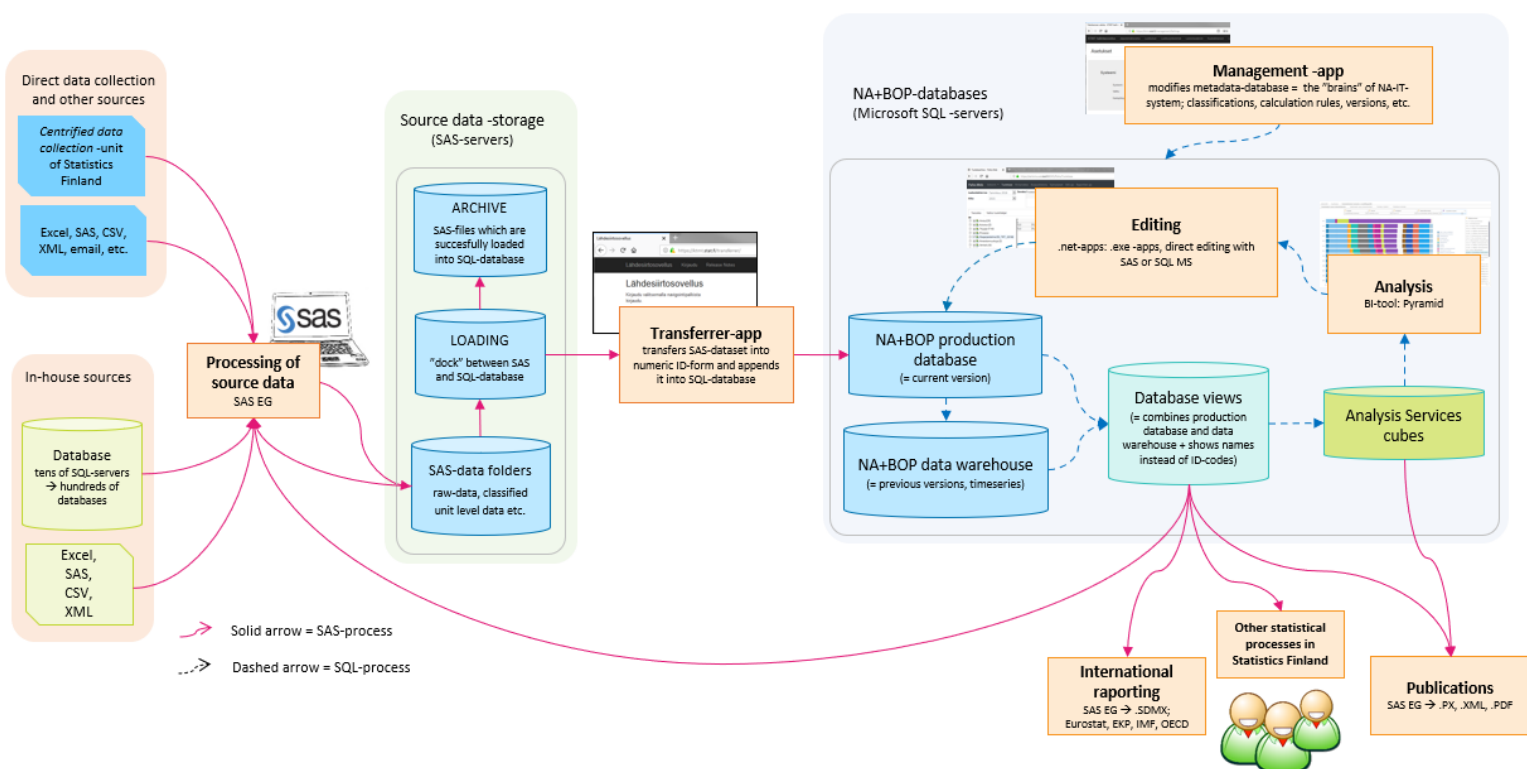 Direct data collection
and other sources
Centrified data
collection -unit
of Statistics
Finland
Excel, SAS, CSV,
XML, email, etc.
In-house sources
Database
tens of SQL-servers
→ hundreds of
databases
Excel,
SAS,
CSV,
XML
sas
Processing of
source data
SAS EG
Solid arrow = SAS-process
Dashed arrow = SQL-process
Source data -storage
(SAS-servers)
ARCHIVE
SAS-files which are
succesfully loaded
into SQL-database
LOADING
"dock" between SAS
and SQL-database
SAS-data folders
raw-data, classified
unit level data etc.
Lähdesiirtosovellus
Lähdesiirtosovellus
Transferrer-app
transfers SAS-dataset into
numeric ID-form and appends
it into SQL-database
NA+BOP-databases
(Microsoft SQL -servers)
Management -app
modifies metadata-database = the "brains" of NA-IT-
system; classifications, calculation rules, versions, etc.
Editing
.net-apps: .exe -apps, direct editing with
SAS or SQL MS
Analysis
BI-tool: Pyramid
NA+BOP production
database
(= current version)
NA+BOP data warehouse
(= previous versions, timeseries)
Database views
(= combines production
database and data
warehouse + shows names
instead of ID-codes)
Analysis Services
cubes
International
raporting
SAS EG → .SDMX;
Eurostat, EKP, IMF, OECD
Other statistical
processes in
Statistics Finland
Publications
SAS EG → .PX, .XML, .PDF